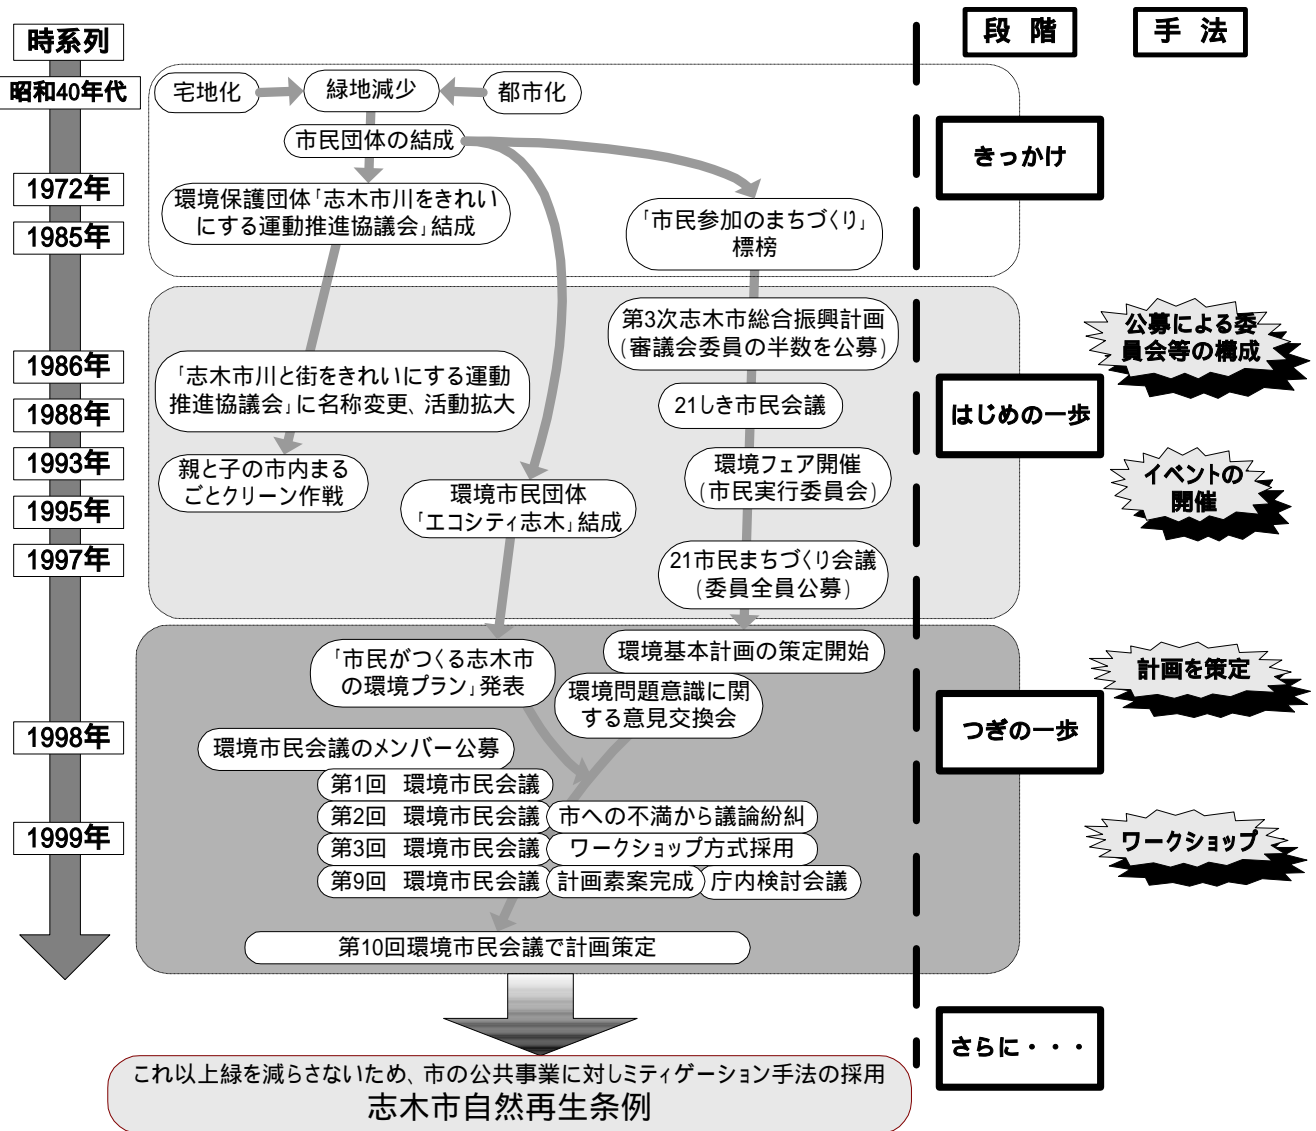 時系列
段 階
手 法
昭和40年代
宅地化
緑地減少
都市化
市民団体の結成
きっかけ
1972年
環境保護団体「志木市川をきれい
にする運動推進協議会」結成
1985年
「市民参加のまちづくり」
標榜
第3次志木市総合振興計画
(審議会委員の半数を公募)
公募による委
員会等の構成
1986年
「志木市川と街をきれいにする運動
推進協議会」に名称変更、活動拡大
1988年
21しき市民会議
はじめの一歩
1993年
親と子の市内まる
ごとクリーン作戦
環境フェア開催
(市民実行委員会)
イベントの
開催
1995年
環境市民団体
「エコシティ志木」結成
1997年
21市民まちづくり会議
(委員全員公募)
環境基本計画の策定開始
「市民がつくる志木市
の環境プラン」発表
環境問題意識に関
する意見交換会
計画を策定
つぎの一歩
1998年
環境市民会議のメンバー公募
第1回 環境市民会議
第2回 環境市民会議
市への不満から議論紛糾
1999年
第3回 環境市民会議
ワークショップ方式採用
ワークショップ
第9回 環境市民会議
計画素案完成
庁内検討会議
第10回環境市民会議で計画策定
さらに・・・
これ以上緑を減らさないため、市の公共事業に対しミティゲーション手法の採用
志木市自然再生条例